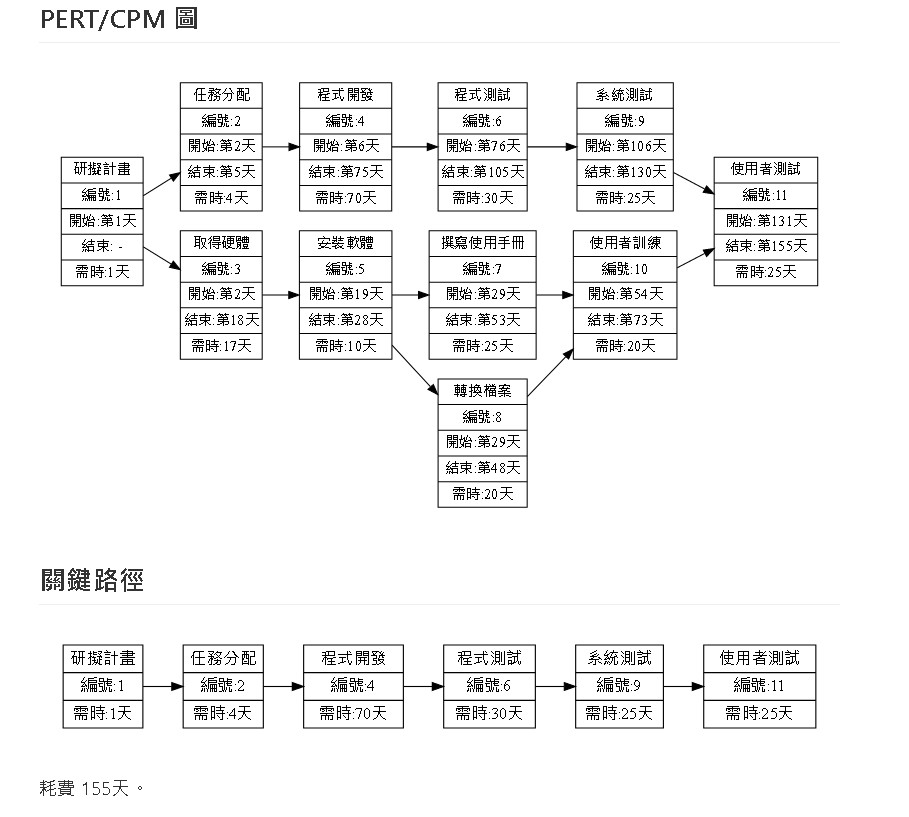 PERT/CPM 圖
研擬計畫
編號:1
開始:第1天
結束: -
需時:1天
任務分配
編號:2
開始:第2天
結束:第5天
需時:4天
程式開發
編號:4
開始:第6天
結束:第75天
需時:70天
程式測試
編號:6
開始:第76天
結束:第105天
需時:30天
系統測試
編號:9
開始:第106天
結束:第130天
需時:25天
使用者測試
編號:11
開始:第131天
結束:第155天
需時:25天
取得硬體
編號:3
開始:第2天
結束:第18天
需時:17天
安裝軟體
編號:5
開始:第19天
結束:第28天
需時:10天
撰寫使用手冊
編號:7
開始:第29天
結束:第53天
需時:25天
使用者訓練
編號:10
開始:第54天
結束:第73天
需時:20天
轉換檔案
編號:8
開始:第29天
結束:第48天
需時:20天
關鍵路徑
研擬計畫
編號:1
需時:1天
任務分配
編號:2
需時:4天
程式開發
編號:4
需時:70天
程式測試
編號:6
需時:30天
系統測試
編號:9
需時:25天
使用者測試
編號:11
需時:25天
耗費 155天。